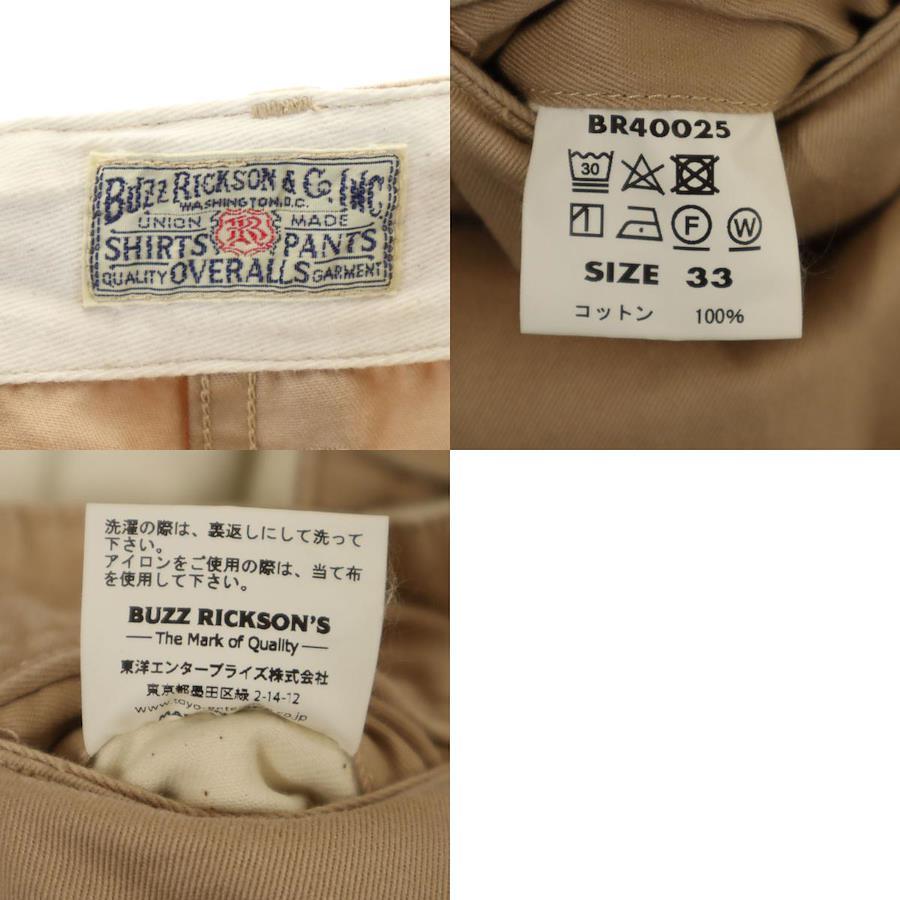 BUZZ RICKSON & CO. INC
WASHINGTON, D.C.
UNION MADE
R
SHIRTS PANTS
QUALITY OVERALLS GARMENT
BR40025
30
F W
SIZE 33
コットン 100%
洗濯の際は、裏返しにして洗って
下さい。
アイロンをご使用の際は、当て布
を使用して下さい。
BUZZ RICKSON'S
The Mark of Quality
東洋エンタープライズ株式会社
東京都墨田区緑 2-14-12